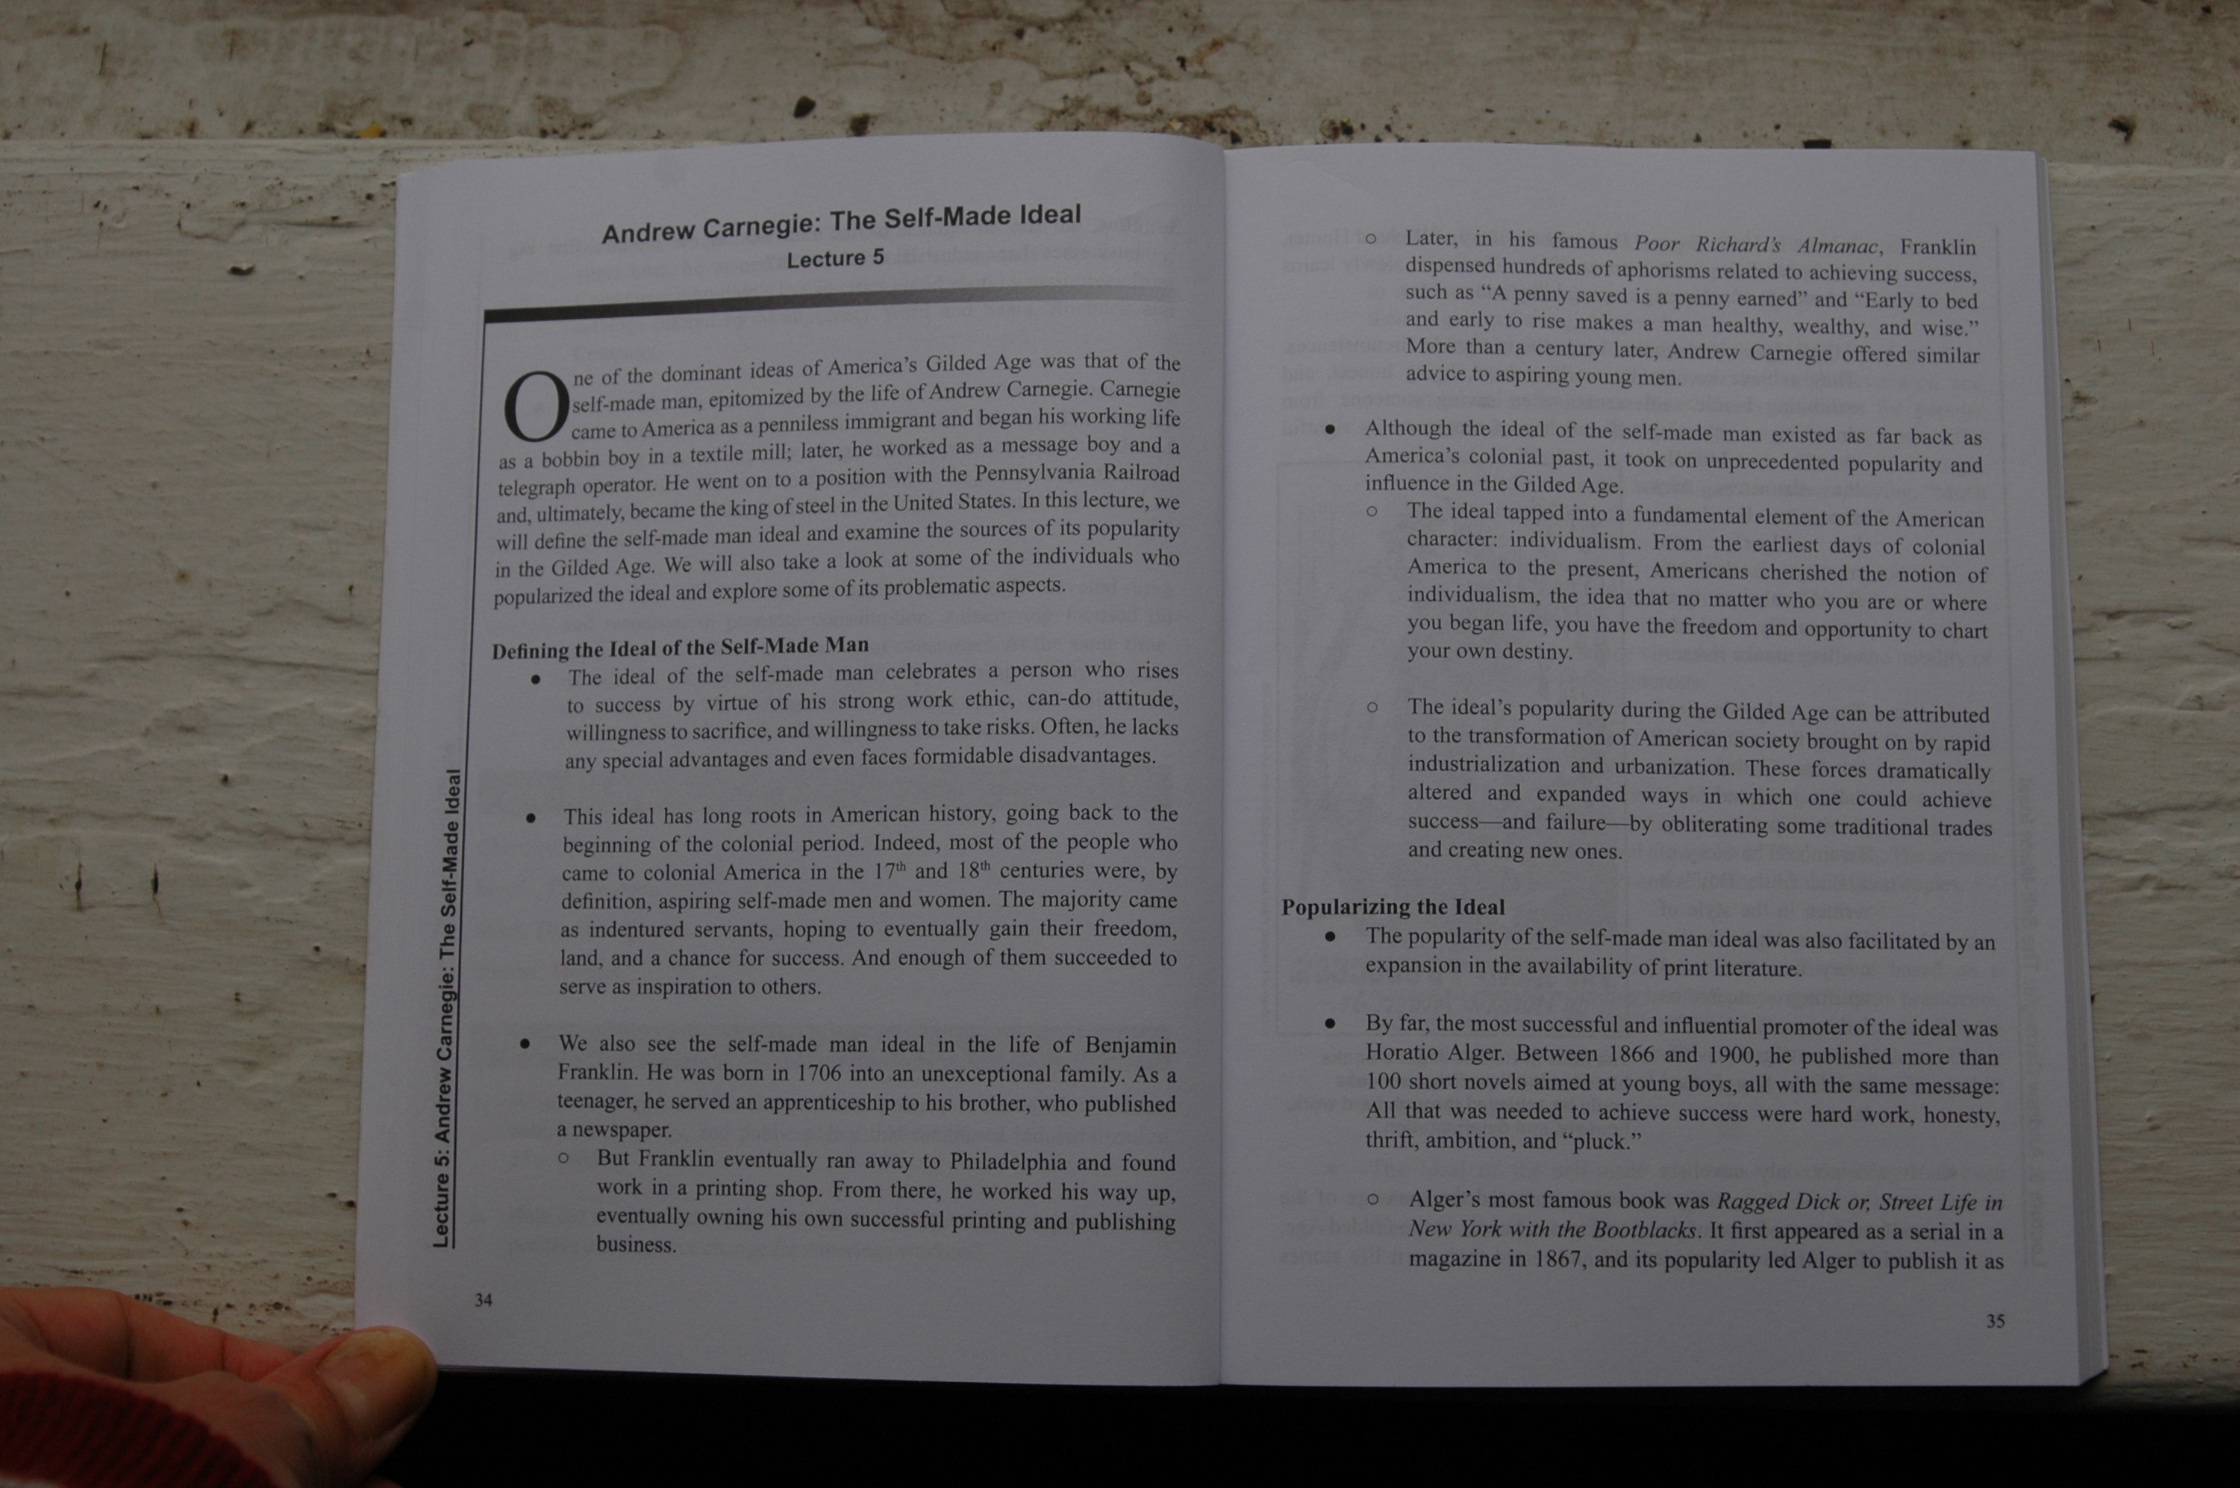 Andrew Carnegie: The Self-Made Ideal
Lecture 5
One of the dominant ideas of America's Gilded Age was that of the
self-made man, epitomized by the life of Andrew Carnegie. Carnegie
came to America as a penniless immigrant and began his working life
as a bobbin boy in a textile mill; later, he worked as a message boy and a
telegraph operator. He went on to a position with the Pennsylvania Railroad
and, ultimately, became the king of steel in the United States. In this lecture, we
will define the self-made man ideal and examine the sources of its popularity
in the Gilded Age. We will also take a look at some of the individuals who
popularized the ideal and explore some of its problematic aspects.
Defining the Ideal of the Self-Made Man
• The ideal of the self-made man celebrates a person who rises
to success by virtue of his strong work ethic, can-do attitude,
willingness to sacrifice, and willingness to take risks. Often, he lacks
any special advantages and even faces formidable disadvantages.
• This ideal has long roots in American history, going back to the
beginning of the colonial period. Indeed, most of the people who
came to colonial America in the 17th and 18th centuries were, by
definition, aspiring self-made men and women. The majority came
as indentured servants, hoping to eventually gain their freedom,
land, and a chance for success. And enough of them succeeded to
serve as inspiration to others.
• We also see the self-made man ideal in the life of Benjamin
Franklin. He was born in 1706 into an unexceptional family. As a
teenager, he served an apprenticeship to his brother, who published
a newspaper.
○ But Franklin eventually ran away to Philadelphia and found
work in a printing shop. From there, he worked his way up,
eventually owning his own successful printing and publishing
business.
Lecture 5: Andrew Carnegie: The Self-Made Ideal
34
○ Later, in his famous Poor Richard's Almanac, Franklin
dispensed hundreds of aphorisms related to achieving success,
such as "A penny saved is a penny earned" and "Early to bed
and early to rise makes a man healthy, wealthy, and wise."
More than a century later, Andrew Carnegie offered similar
advice to aspiring young men.
• Although the ideal of the self-made man existed as far back as
America's colonial past, it took on unprecedented popularity and
influence in the Gilded Age.
○ The ideal tapped into a fundamental element of the American
character: individualism. From the earliest days of colonial
America to the present, Americans cherished the notion of
individualism, the idea that no matter who you are or where
you began life, you have the freedom and opportunity to chart
your own destiny.
○ The ideal's popularity during the Gilded Age can be attributed
to the transformation of American society brought on by rapid
industrialization and urbanization. These forces dramatically
altered and expanded ways in which one could achieve
success—and failure—by obliterating some traditional trades
and creating new ones.
Popularizing the Ideal
• The popularity of the self-made man ideal was also facilitated by an
expansion in the availability of print literature.
• By far, the most successful and influential promoter of the ideal was
Horatio Alger. Between 1866 and 1900, he published more than
100 short novels aimed at young boys, all with the same message:
All that was needed to achieve success were hard work, honesty,
thrift, ambition, and "pluck."
○ Alger's most famous book was Ragged Dick or, Street Life in
New York with the Bootblacks. It first appeared as a serial in a
magazine in 1867, and its popularity led Alger to publish it as
35